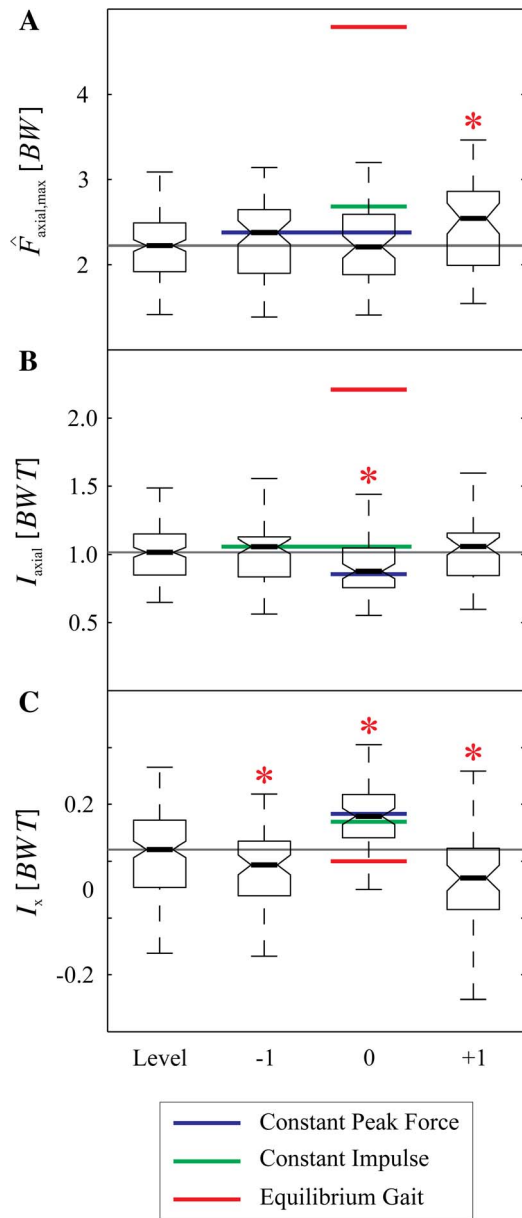 A
4
3
2
F̂axial,max [BW]
*
B
2.0
1.5
1.0
0.5
Iaxial [BWT]
*
C
0.2
0
-0.2
Ix [BWT]
* * *
Level -1 0 +1
Constant Peak Force
Constant Impulse
Equilibrium Gait